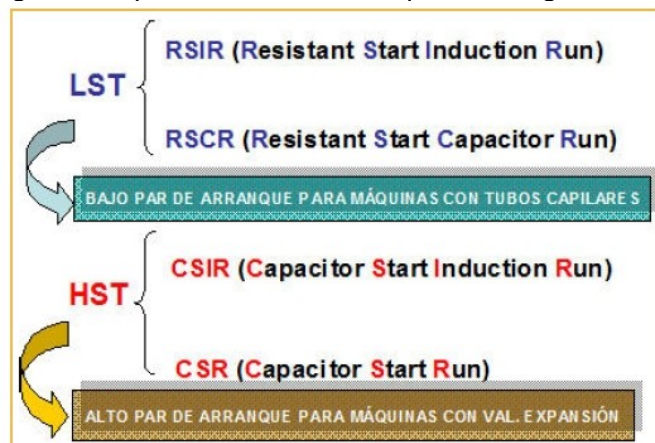 RSIR (Resistant Start Induction Run)
LST
RSCR (Resistant Start Capacitor Run)
BAJO PAR DE ARRANQUE PARA MÁQUINAS CON TUBOS CAPILARES
CSIR (Capacitor Start Induction Run)
HST
CSR (Capacitor Start Run)
ALTO PAR DE ARRANQUE PARA MÁQUINAS CON VAL. EXPANSIÓN